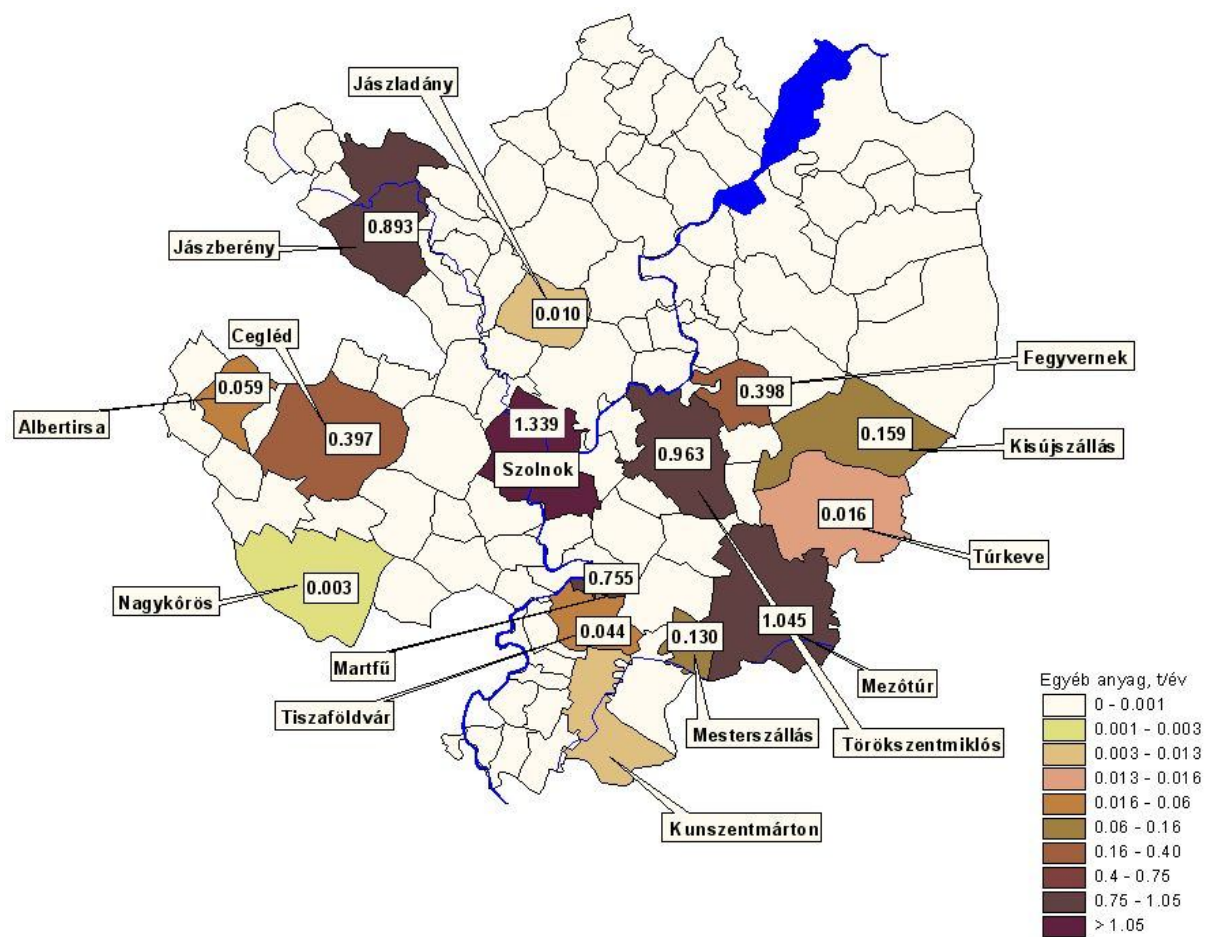 Jászladány
0.893
Jászberény
0.010
Cegléd
Fegyvernek
0.059
0.398
Albertirsa
0.397
1.339
0.159
Kisújszállás
0.963
Szolnok
0.016
Túrkeve
0.003
0.755
Nagykôrös
0.044
0.130
1.045
Martfű
Mezôtúr
Tiszaföldvár
Mesterszállás
Törökszentmiklós
Kunszentmárton
Egyéb anyag, t/év
0 - 0.001
0.001 - 0.003
0.003 - 0.013
0.013 - 0.016
0.016 - 0.06
0.06 - 0.16
0.16 - 0.40
0.4 - 0.75
0.75 - 1.05
> 1.05